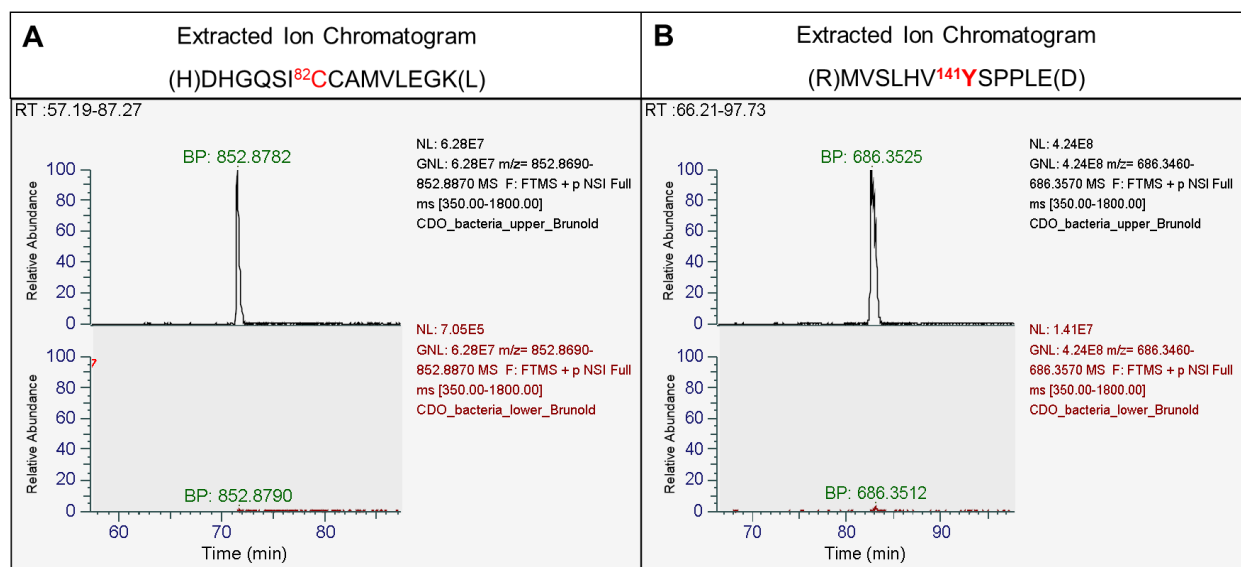 A
Extracted Ion Chromatogram
(H)DHGQSI⁸²CCAMVLEGK(L)
RT :57.19-87.27
BP: 852.8782
NL: 6.28E7
GNL: 6.28E7 m/z= 852.8690-
852.8870 MS F: FTMS + p NSI Full
ms [350.00-1800.00]
CDO_bacteria_upper_Brunold
Relative Abundance
100
80
60
40
20
0
NL: 7.05E5
GNL: 6.28E7 m/z= 852.8690-
852.8870 MS F: FTMS + p NSI Full
ms [350.00-1800.00]
CDO_bacteria_lower_Brunold
7
Relative Abundance
100
80
60
40
20
0
BP: 852.8790
60 70 80
Time (min)
B
Extracted Ion Chromatogram
(R)MVSLHV¹⁴¹YSPPLE(D)
RT :66.21-97.73
BP: 686.3525
NL: 4.24E8
GNL: 4.24E8 m/z= 686.3460-
686.3570 MS F: FTMS + p NSI Full
ms [350.00-1800.00]
CDO_bacteria_upper_Brunold
Relative Abundance
100
80
60
40
20
0
NL: 1.41E7
GNL: 4.24E8 m/z= 686.3460-
686.3570 MS F: FTMS + p NSI Full
ms [350.00-1800.00]
CDO_bacteria_lower_Brunold
Relative Abundance
100
80
60
40
20
0
BP: 686.3512
70 80 90
Time (min)